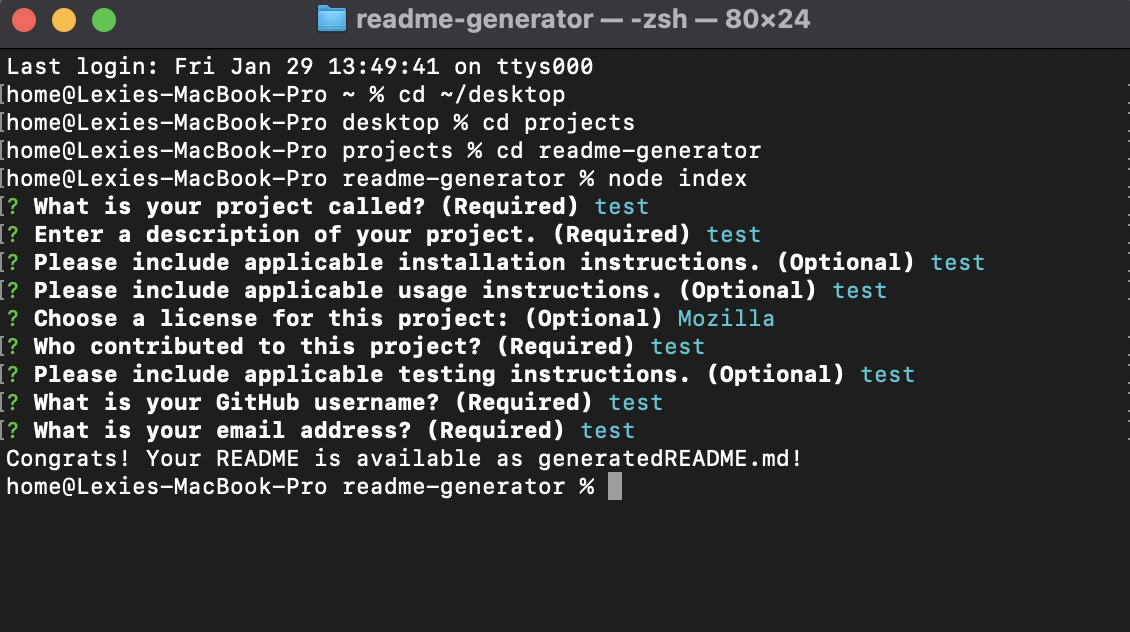 readme-generator — -zsh — 80×24
Last login: Fri Jan 29 13:49:41 on ttys000
[home@Lexies-MacBook-Pro ~ % cd ~/desktop
[home@Lexies-MacBook-Pro desktop % cd projects
[home@Lexies-MacBook-Pro projects % cd readme-generator
[home@Lexies-MacBook-Pro readme-generator % node index
[? What is your project called? (Required) test
[? Enter a description of your project. (Required) test
[? Please include applicable installation instructions. (Optional) test
[? Please include applicable usage instructions. (Optional) test
? Choose a license for this project: (Optional) Mozilla
[? Who contributed to this project? (Required) test
[? Please include applicable testing instructions. (Optional) test
[? What is your GitHub username? (Required) test
[? What is your email address? (Required) test
Congrats! Your README is available as generatedREADME.md!
home@Lexies-MacBook-Pro readme-generator %